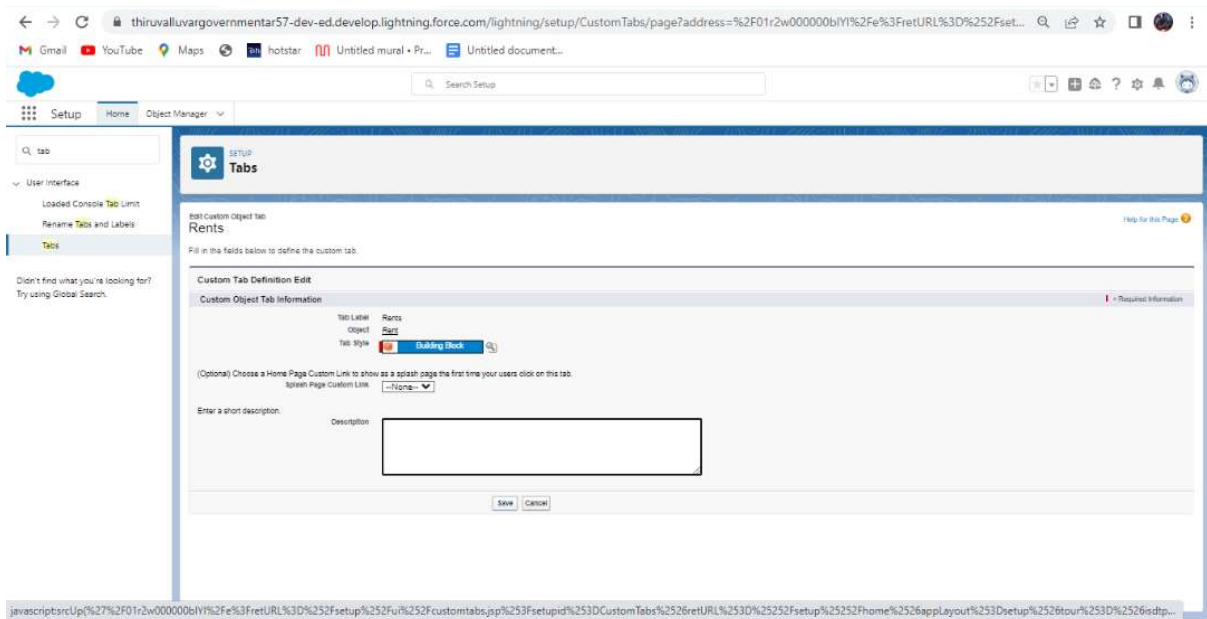 thiruvalluvargovernmentar57-dev-ed.develop.lightning.force.com/lightning/setup/CustomTabs/page?address=%2F01r2w000000blYl%2Fe%3FretURL%3D%252Fset...
Gmail YouTube Maps hotstar Untitled mural • Pr... Untitled document...
Search Setup
Setup Home Object Manager
tab
SETUP
Tabs
User Interface
Loaded Console Tab Limit
Rename Tabs and Labels
Tabs
Didn't find what you're looking for?
Try using Global Search.
Edit Custom Object Tab
Rents
Help for this Page
Fill in the fields below to define the custom tab.
Custom Tab Definition Edit
Custom Object Tab Information
= Required Information
Tab Label Rents
Object Rent
Tab Style Building Block
(Optional) Choose a Home Page Custom Link to show as a splash page the first time your users click on this tab.
Splash Page Custom Link --None--
Enter a short description.
Description
Save Cancel
javascript:srcUp(%27%2F01r2w000000blYl%2Fe%3FretURL%3D%252Fsetup%252Fui%252Fcustomtabs.jsp%253Fsetupid%253DCustomTabs%2526retURL%253D%25252Fsetup%25252Fhome%2526appLayout%253Dsetup%2526tour%253D%2526isdtp...